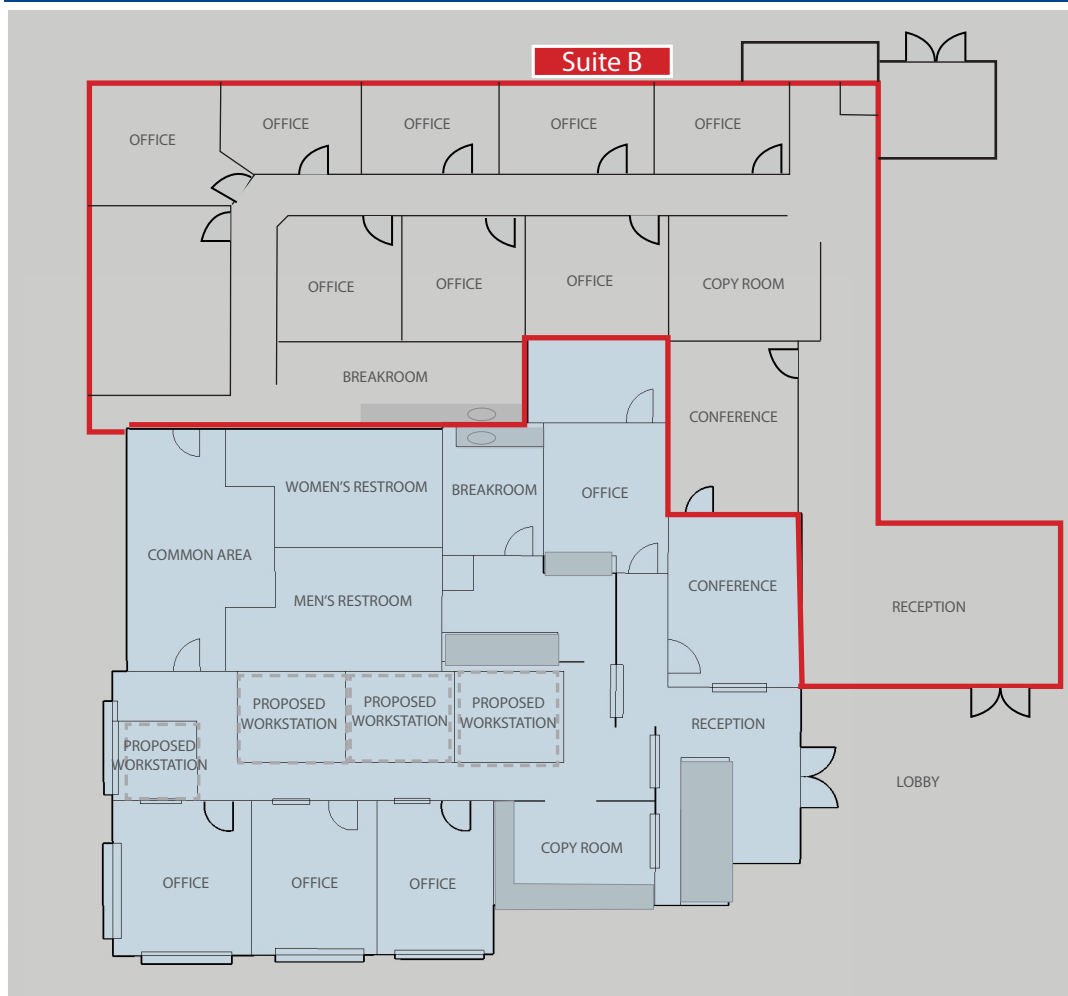 Suite B
OFFICE
OFFICE
OFFICE
OFFICE
OFFICE
OFFICE
OFFICE
OFFICE
COPY ROOM
BREAKROOM
CONFERENCE
WOMEN'S RESTROOM
BREAKROOM
OFFICE
COMMON AREA
MEN'S RESTROOM
CONFERENCE
RECEPTION
PROPOSED
WORKSTATION
PROPOSED
WORKSTATION
PROPOSED
WORKSTATION
RECEPTION
PROPOSED
WORKSTATION
LOBBY
COPY ROOM
OFFICE
OFFICE
OFFICE